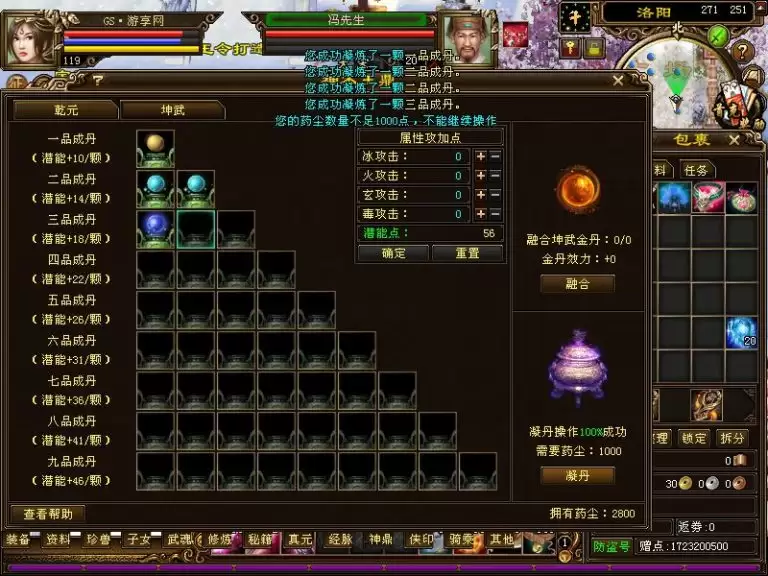 GS·游享网
冯先生
洛阳
271 251
北
119
20
您成功凝炼了一颗一品成丹。
您成功凝炼了一颗二品成丹。
您成功凝炼了一颗二品成丹。
您成功凝炼了一颗三品成丹。
您的药尘数量不足1000点，不能继续操作
?
乾元
坤武
一品成丹
(潜能+10/颗)
二品成丹
(潜能+14/颗)
三品成丹
(潜能+18/颗)
四品成丹
(潜能+22/颗)
五品成丹
(潜能+26/颗)
六品成丹
(潜能+31/颗)
七品成丹
(潜能+36/颗)
八品成丹
(潜能+41/颗)
九品成丹
(潜能+46/颗)
属性攻加点
冰攻击： 0
火攻击： 0
玄攻击： 0
毒攻击： 0
潜能点： 56
确定
重置
融合坤武金丹：0/0
金丹效力：+0
融合
凝丹操作100%成功
需要药尘：1000
凝丹
拥有药尘：2800
查看帮助
包裹
料
任务
20
理
锁定
拆分
0
30 0 0
返券:0
防盗号
赠点:1723200500
装备
资料
珍兽
子女
武魂
修炼
秘籍
真元
经脉
神鼎
侠印
骑乘
其他
1